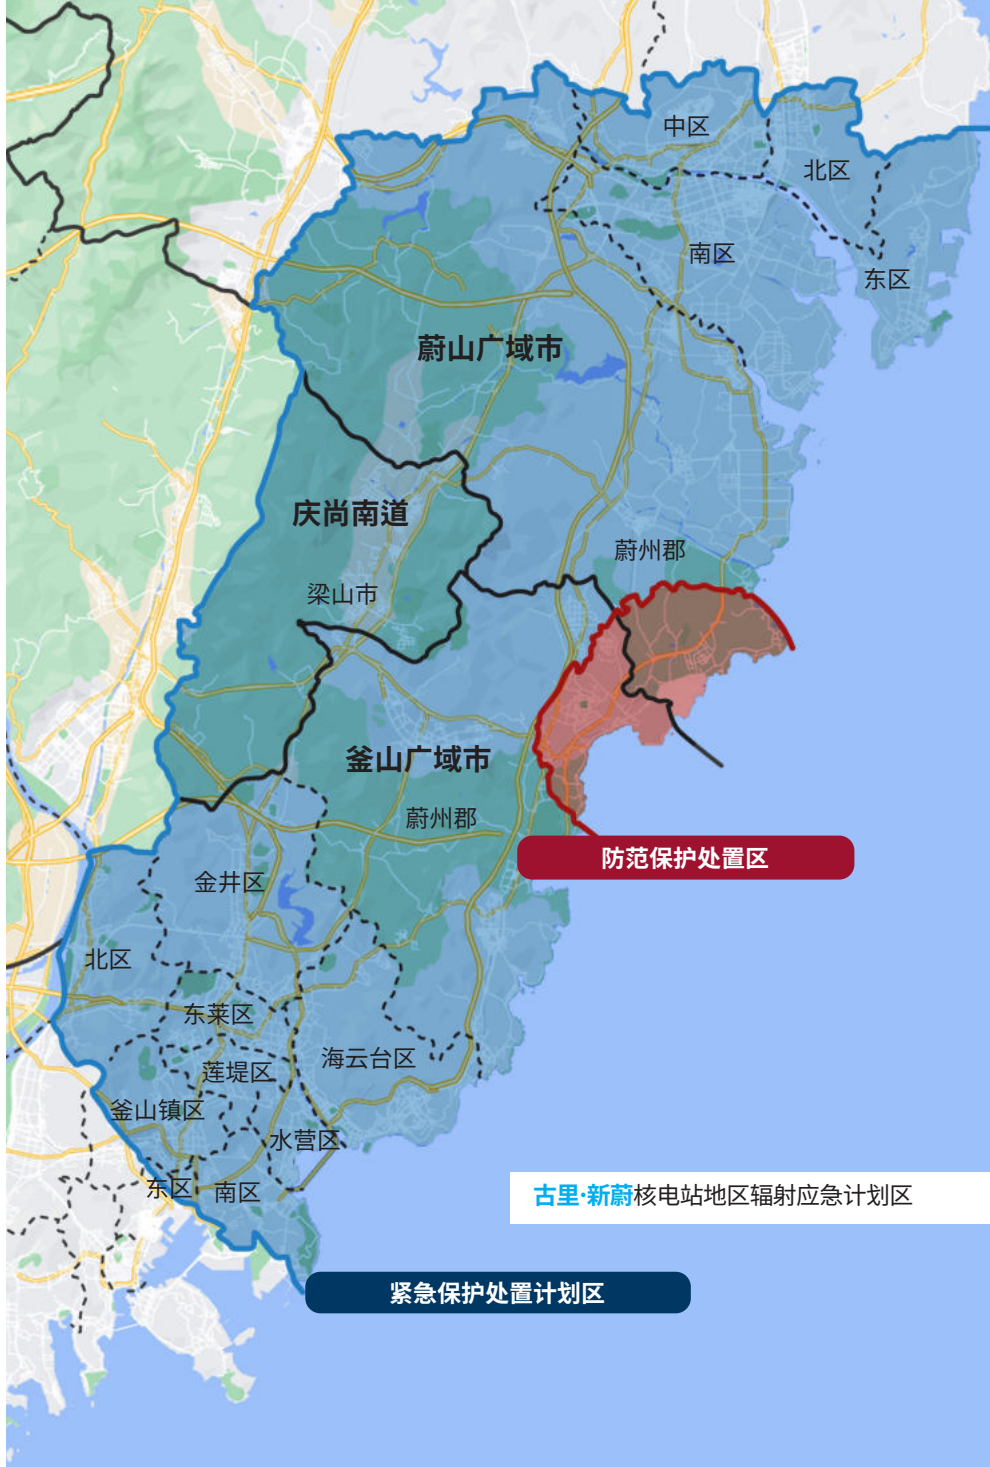 中区
北区
南区
东区
蔚山广域市
庆尚南道
蔚州郡
梁山市
釜山广域市
蔚州郡
防范保护处置区
金井区
北区
东莱区
海云台区
莲堤区
釜山镇区
水营区
东区
南区
古里·新蔚核电站地区辐射应急计划区
紧急保护处置计划区